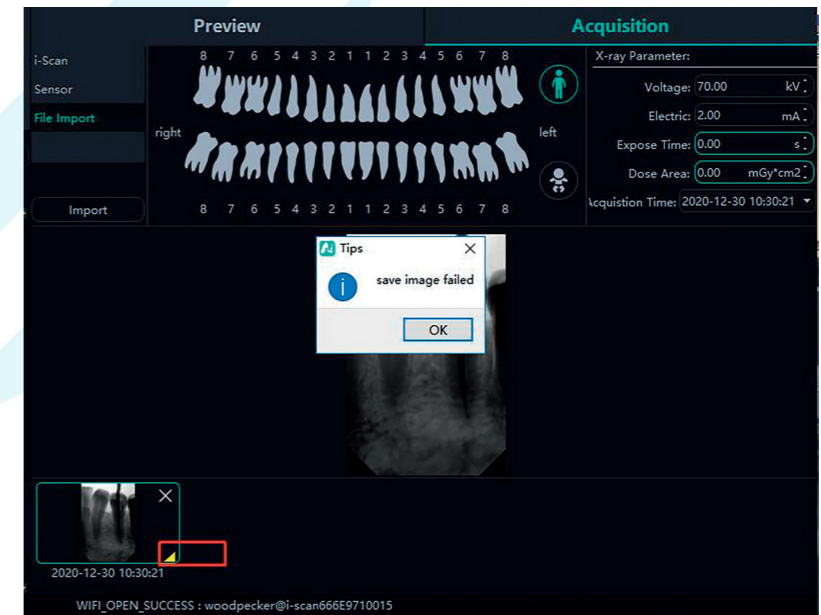 Preview
Acquisition
i-Scan
Sensor
File Import
Import
8 7 6 5 4 3 2 1 1 2 3 4 5 6 7 8
right
left
8 7 6 5 4 3 2 1 1 2 3 4 5 6 7 8
X-ray Parameter:
Voltage: 70.00 kV
Electric: 2.00 mA
Expose Time: 0.00 s
Dose Area: 0.00 mGy*cm2
Acquistion Time: 2020-12-30 10:30:21
Ai Tips
save image failed
OK
2020-12-30 10:30:21
WIFI_OPEN_SUCCESS : woodpecker@i-scan666E9710015